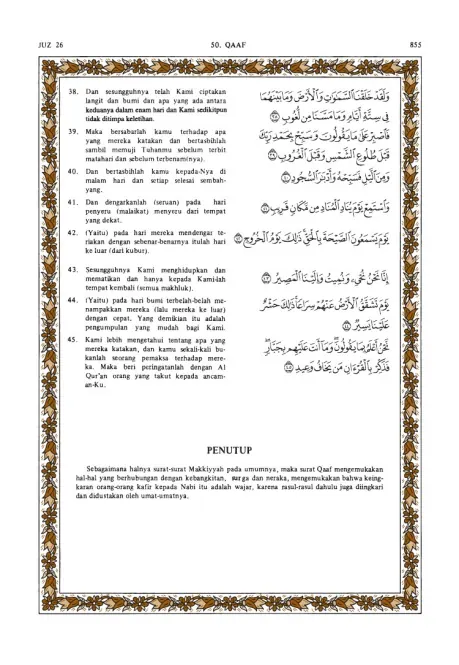 JUZ 26 50. QAAF 855
38. Dan sesungguhnya telah Kami ciptakan
langit dan bumi dan apa yang ada antara
keduanya dalam enam hari dan Kami sedikitpun
tidak ditimpa keletihan.
39. Maka bersabarlah kamu terhadap apa
yang mereka katakan dan bertasbihlah
sambil memuji Tuhanmu sebelum terbit
matahari dan sebelum terbenam(nya).
40. Dan bertasbihlah kamu kepada-Nya di
malam hari dan setiap selesai sembah-
yang.
41. Dan dengarkanlah (seruan) pada hari
penyeru (malaikat) menyeru dari tempat
yang dekat.
42. (Yaitu) pada hari mereka mendengar te-
riakan dengan sebenar-benarnya itulah hari
ke luar (dari kubur).
43. Sesungguhnya Kami menghidupkan dan
mematikan dan hanya kepada Kami-lah
tempat kembali (semua makhluk).
44. (Yaitu) pada hari bumi terbelah-belah me-
nampakkan mereka (lalu mereka ke luar)
dengan cepat. Yang demikian itu adalah
pengumpulan yang mudah bagi Kami.
45. Kami lebih mengetahui tentang apa yang
mereka katakan, dan kamu sekali-kali bu-
kanlah seorang pemaksa terhadap mere-
ka. Maka beri peringatanlah dengan Al
Qur'an orang yang takut kepada ancam-
an-Ku.
وَلَقَدْ خَلَقْنَا السَّمَٰوَٰتِ وَالْأَرْضَ وَمَا بَيْنَهُمَا
فِي سِتَّةِ أَيَّامٍ وَمَا مَسَّنَا مِن لُّغُوبٍ ﴿٣٨﴾
فَاصْبِرْ عَلَىٰ مَا يَقُولُونَ وَسَبِّحْ بِحَمْدِ رَبِّكَ
قَبْلَ طُلُوعِ الشَّمْسِ وَقَبْلَ الْغُرُوبِ ﴿٣٩﴾
وَمِنَ اللَّيْلِ فَسَبِّحْهُ وَأَدْبَٰرَ السُّجُودِ ﴿٤٠﴾
وَاسْتَمِعْ يَوْمَ يُنَادِ الْمُنَادِ مِن مَّكَانٍ قَرِيبٍ ﴿٤١﴾
يَوْمَ يَسْمَعُونَ الصَّيْحَةَ بِالْحَقِّ ذَٰلِكَ يَوْمُ الْخُرُوجِ ﴿٤٢﴾
إِنَّا نَحْنُ نُحْيِۦ وَنُمِيتُ وَإِلَيْنَا الْمَصِيرُ ﴿٤٣﴾
يَوْمَ تَشَقَّقُ الْأَرْضُ عَنْهُمْ سِرَاعًا ذَٰلِكَ حَشْرٌ
عَلَيْنَا يَسِيرٌ ﴿٤٤﴾
نَّحْنُ أَعْلَمُ بِمَا يَقُولُونَ وَمَا أَنتَ عَلَيْهِم بِجَبَّارٍ
فَذَكِّرْ بِالْقُرْءَانِ مَن يَخَافُ وَعِيدِ ﴿٤٥﴾
PENUTUP
Sebagaimana halnya surat-surat Makkiyyah pada umumnya, maka surat Qaaf mengemukakan
hal-hal yang berhubungan dengan kebangkitan, surga dan neraka, mengemukakan bahwa keing-
karan orang-orang kafir kepada Nabi itu adalah wajar, karena rasul-rasul dahulu juga diingkari
dan didustakan oleh umat-umatnya.